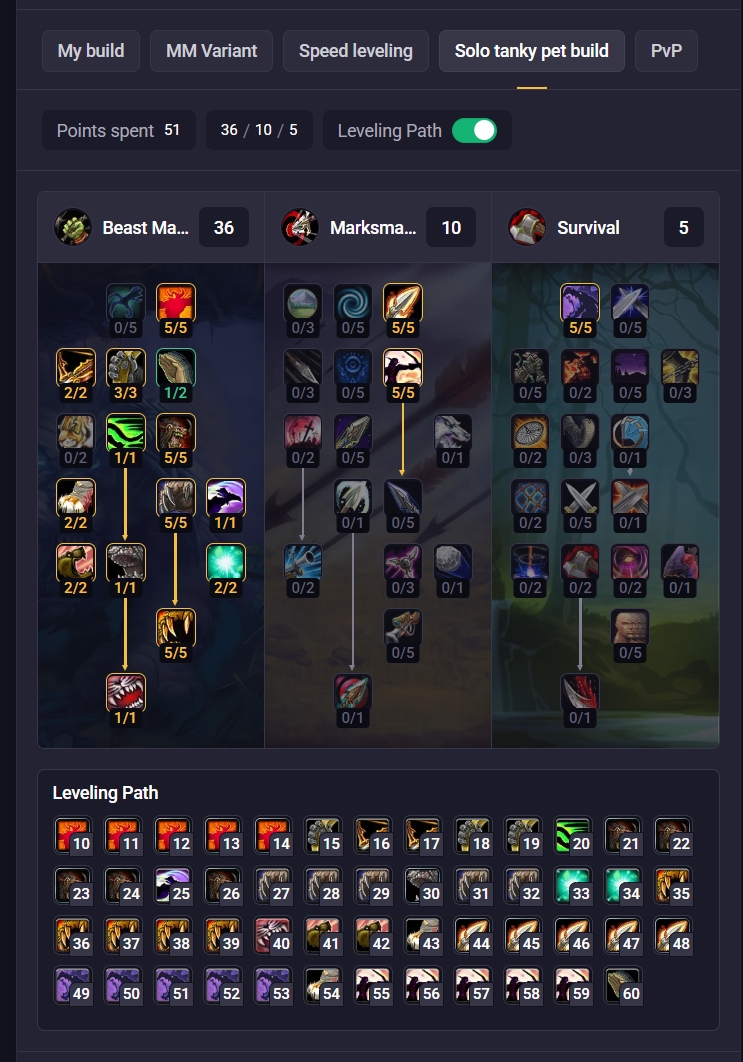 My build MM Variant Speed leveling Solo tanky pet build PvP
Points spent 51 36 / 10 / 5 Leveling Path
Beast Ma... 36 Marksma... 10 Survival 5
0/5 5/5 0/3 0/5 5/5 5/5 0/5
2/2 3/3 1/2 0/3 0/5 5/5 0/5 0/2 0/5 0/3
0/2 1/1 5/5 0/2 0/5 0/1 0/2 0/3 0/1
2/2 5/5 1/1 0/1 0/5 0/2 0/5 0/1
2/2 1/1 2/2 0/2 0/3 0/1 0/2 0/2 0/2 0/1
5/5 0/5 0/5
1/1 0/1 0/1
Leveling Path
10 11 12 13 14 15 16 17 18 19 20 21 22
23 24 25 26 27 28 29 30 31 32 33 34 35
36 37 38 39 40 41 42 43 44 45 46 47 48
49 50 51 52 53 54 55 56 57 58 59 60